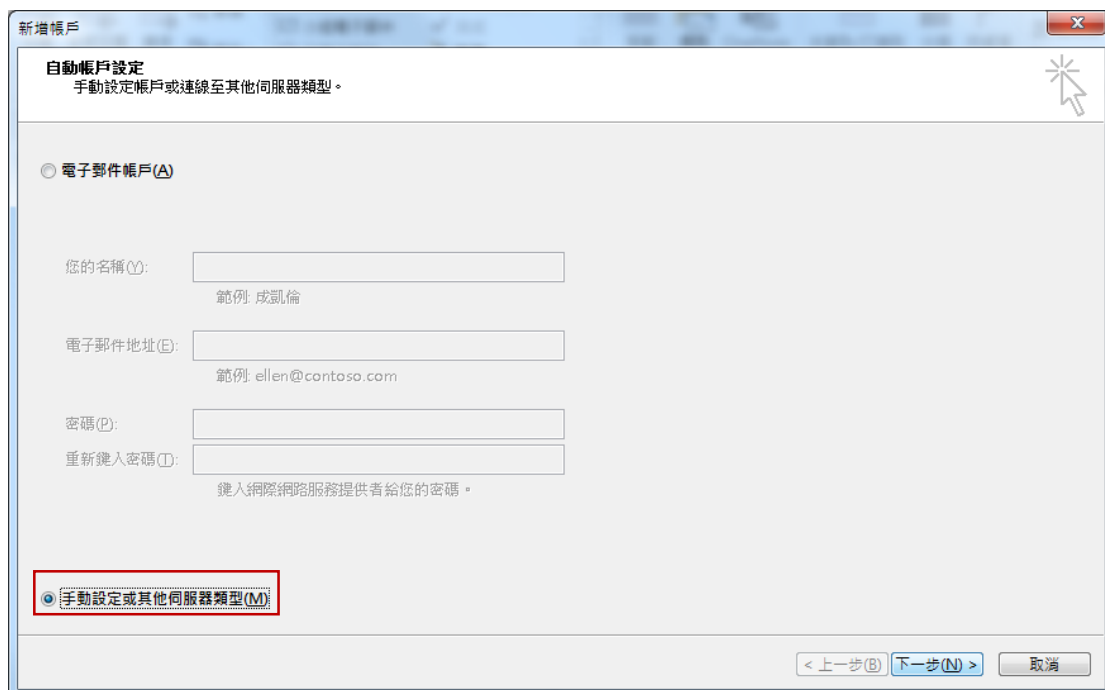 新增帳戶
自動帳戶設定
手動設定帳戶或連線至其他伺服器類型。
電子郵件帳戶(A)
您的名稱(Y):
範例: 成凱倫
電子郵件地址(E):
範例: ellen@contoso.com
密碼(P):
重新鍵入密碼(T):
鍵入網際網路服務提供者給您的密碼。
手動設定或其他伺服器類型(M)
< 上一步(B) 下一步(N) > 取消